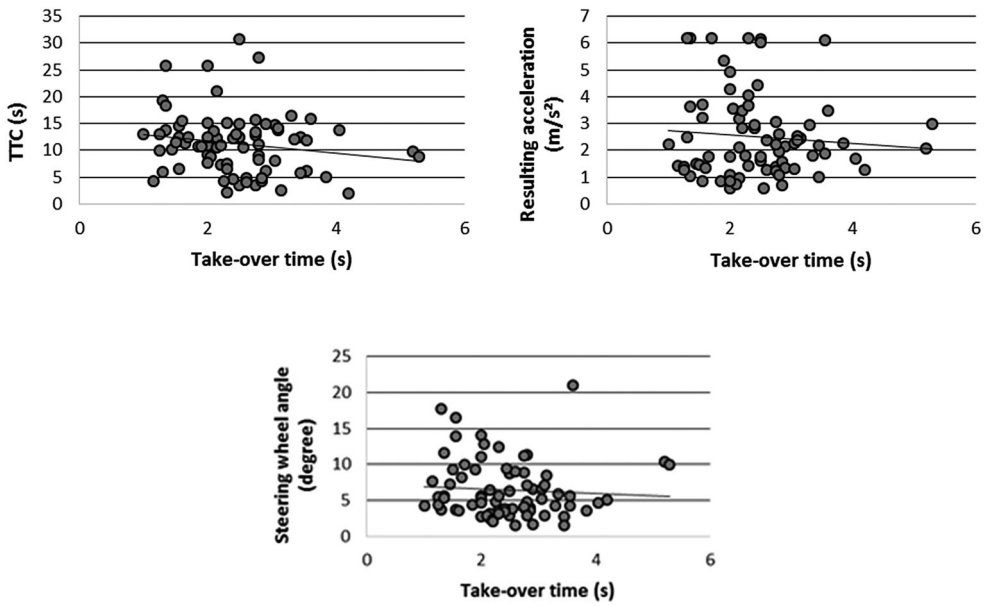 35
30
25
20
15
10
5
0
TTC (s)
0 2 4 6
Take-over time (s)
7
6
5
4
3
2
1
0
Resulting acceleration
(m/s²)
0 2 4 6
Take-over time (s)
25
20
15
10
5
0
Steering wheel angle
(degree)
0 2 4 6
Take-over time (s)